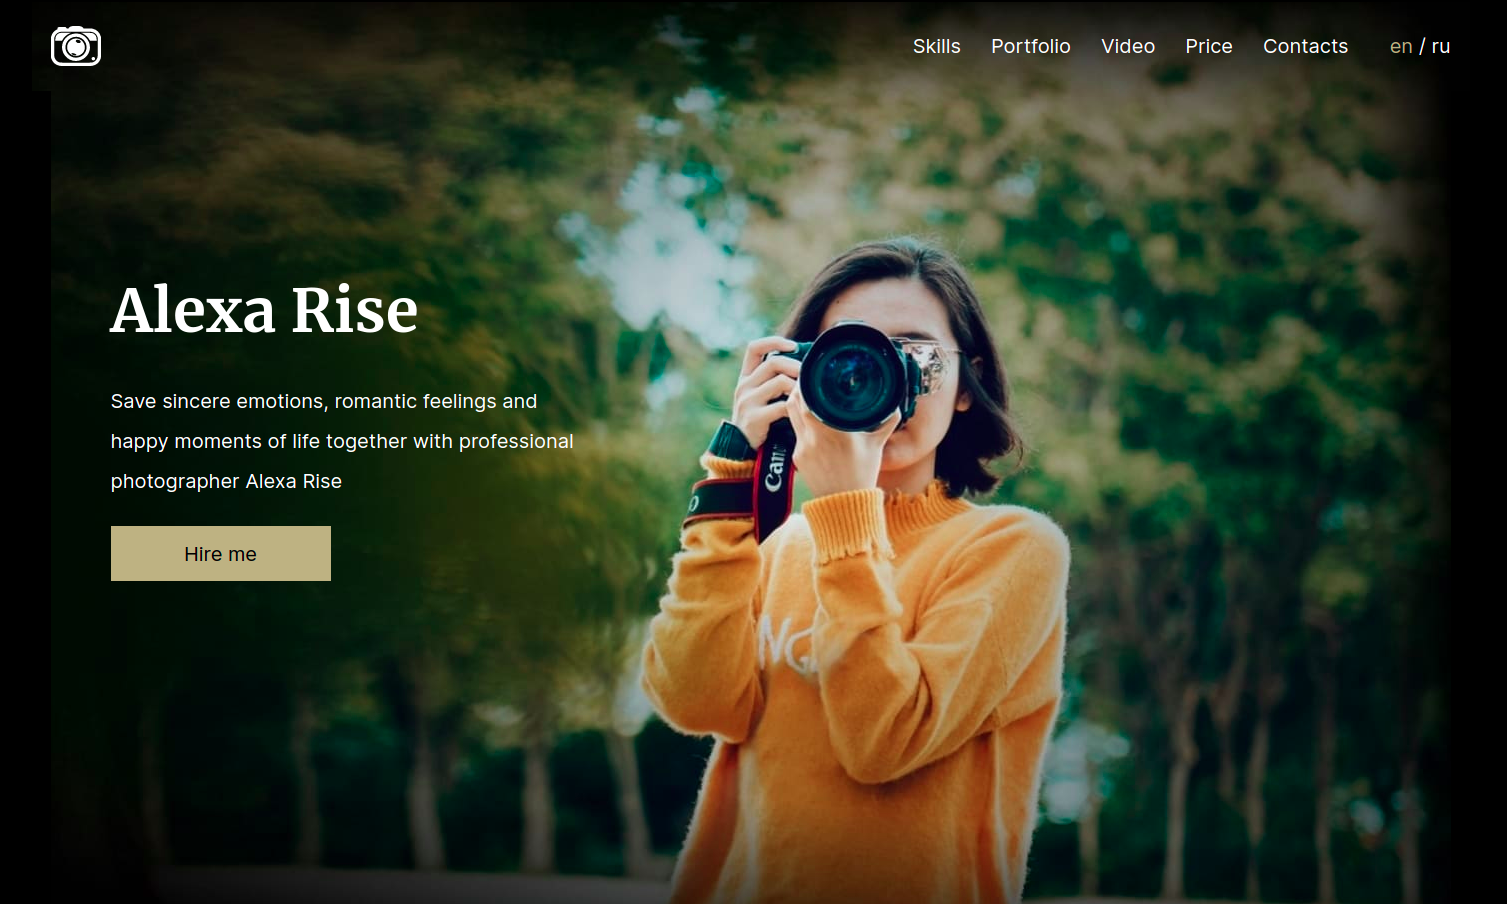 Skills Portfolio Video Price Contacts en / ru
Alexa Rise
Save sincere emotions, romantic feelings and
happy moments of life together with professional
photographer Alexa Rise
Hire me
Can
NG